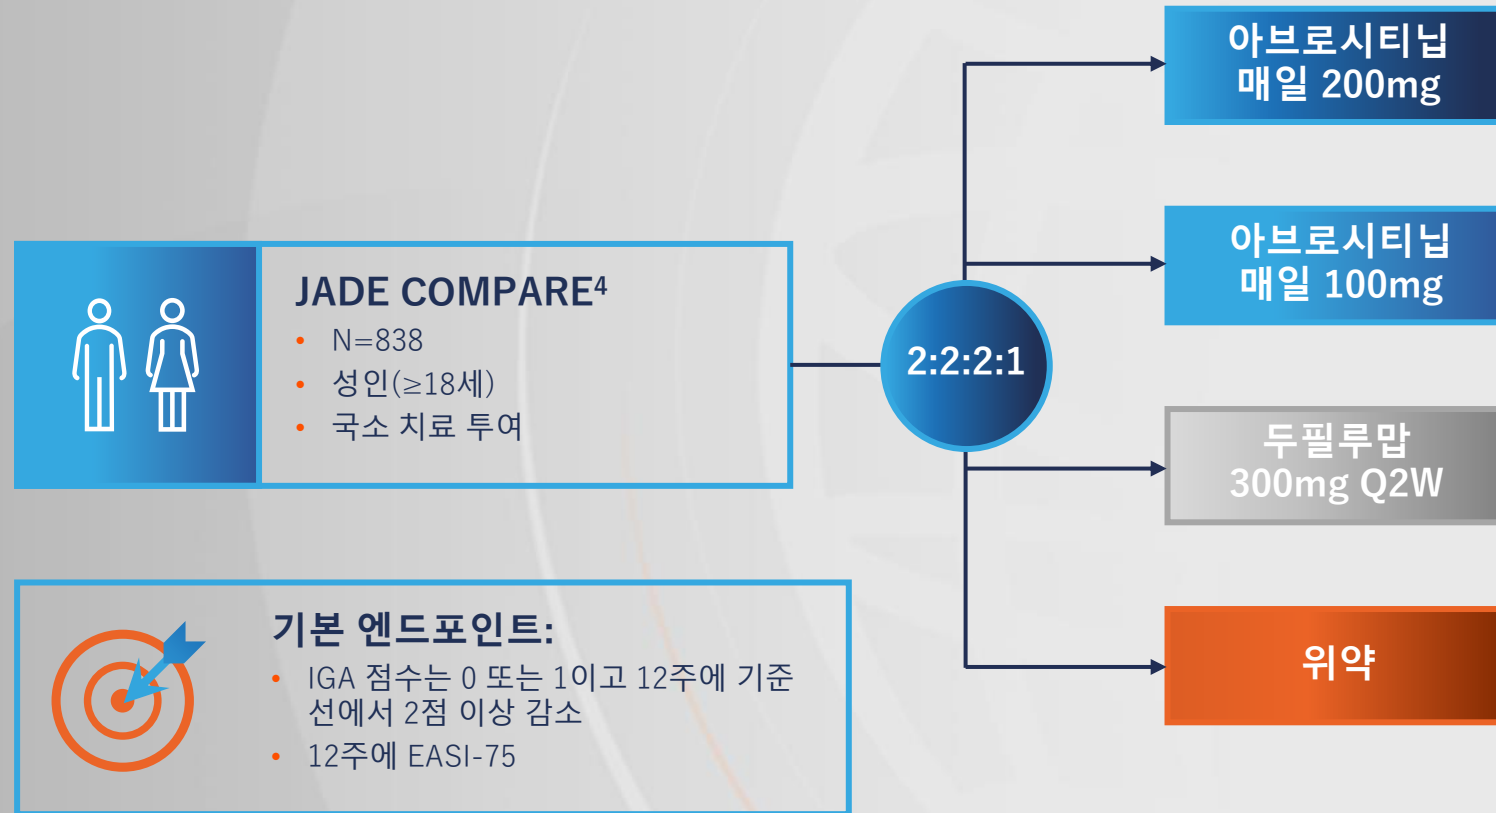 JADE COMPARE⁴
• N=838
• 성인(≥18세)
• 국소 치료 투여
기본 엔드포인트:
• IGA 점수는 0 또는 1이고 12주에 기준
선에서 2점 이상 감소
• 12주에 EASI-75
2:2:2:1
아브로시티닙
매일 200mg
아브로시티닙
매일 100mg
두필루맙
300mg Q2W
위약